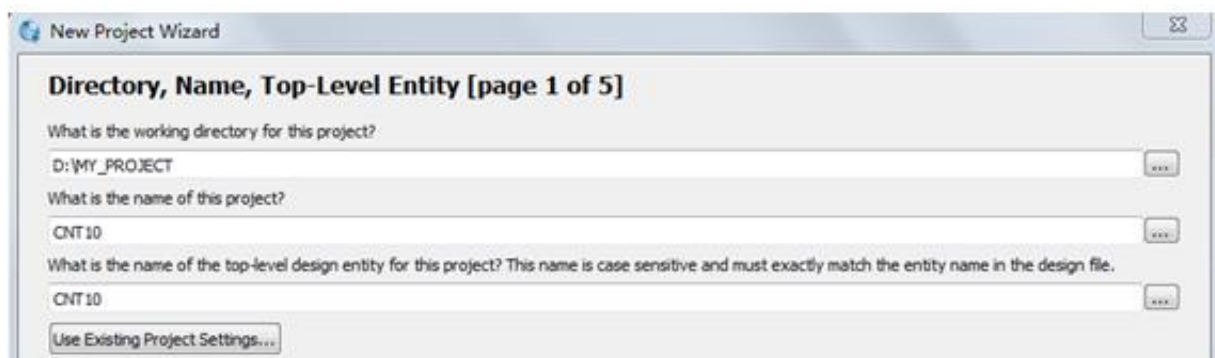 New Project Wizard
Directory, Name, Top-Level Entity [page 1 of 5]
What is the working directory for this project?
D:\MY_PROJECT
...
What is the name of this project?
CNT10
...
What is the name of the top-level design entity for this project? This name is case sensitive and must exactly match the entity name in the design file.
CNT10
...
Use Existing Project Settings...